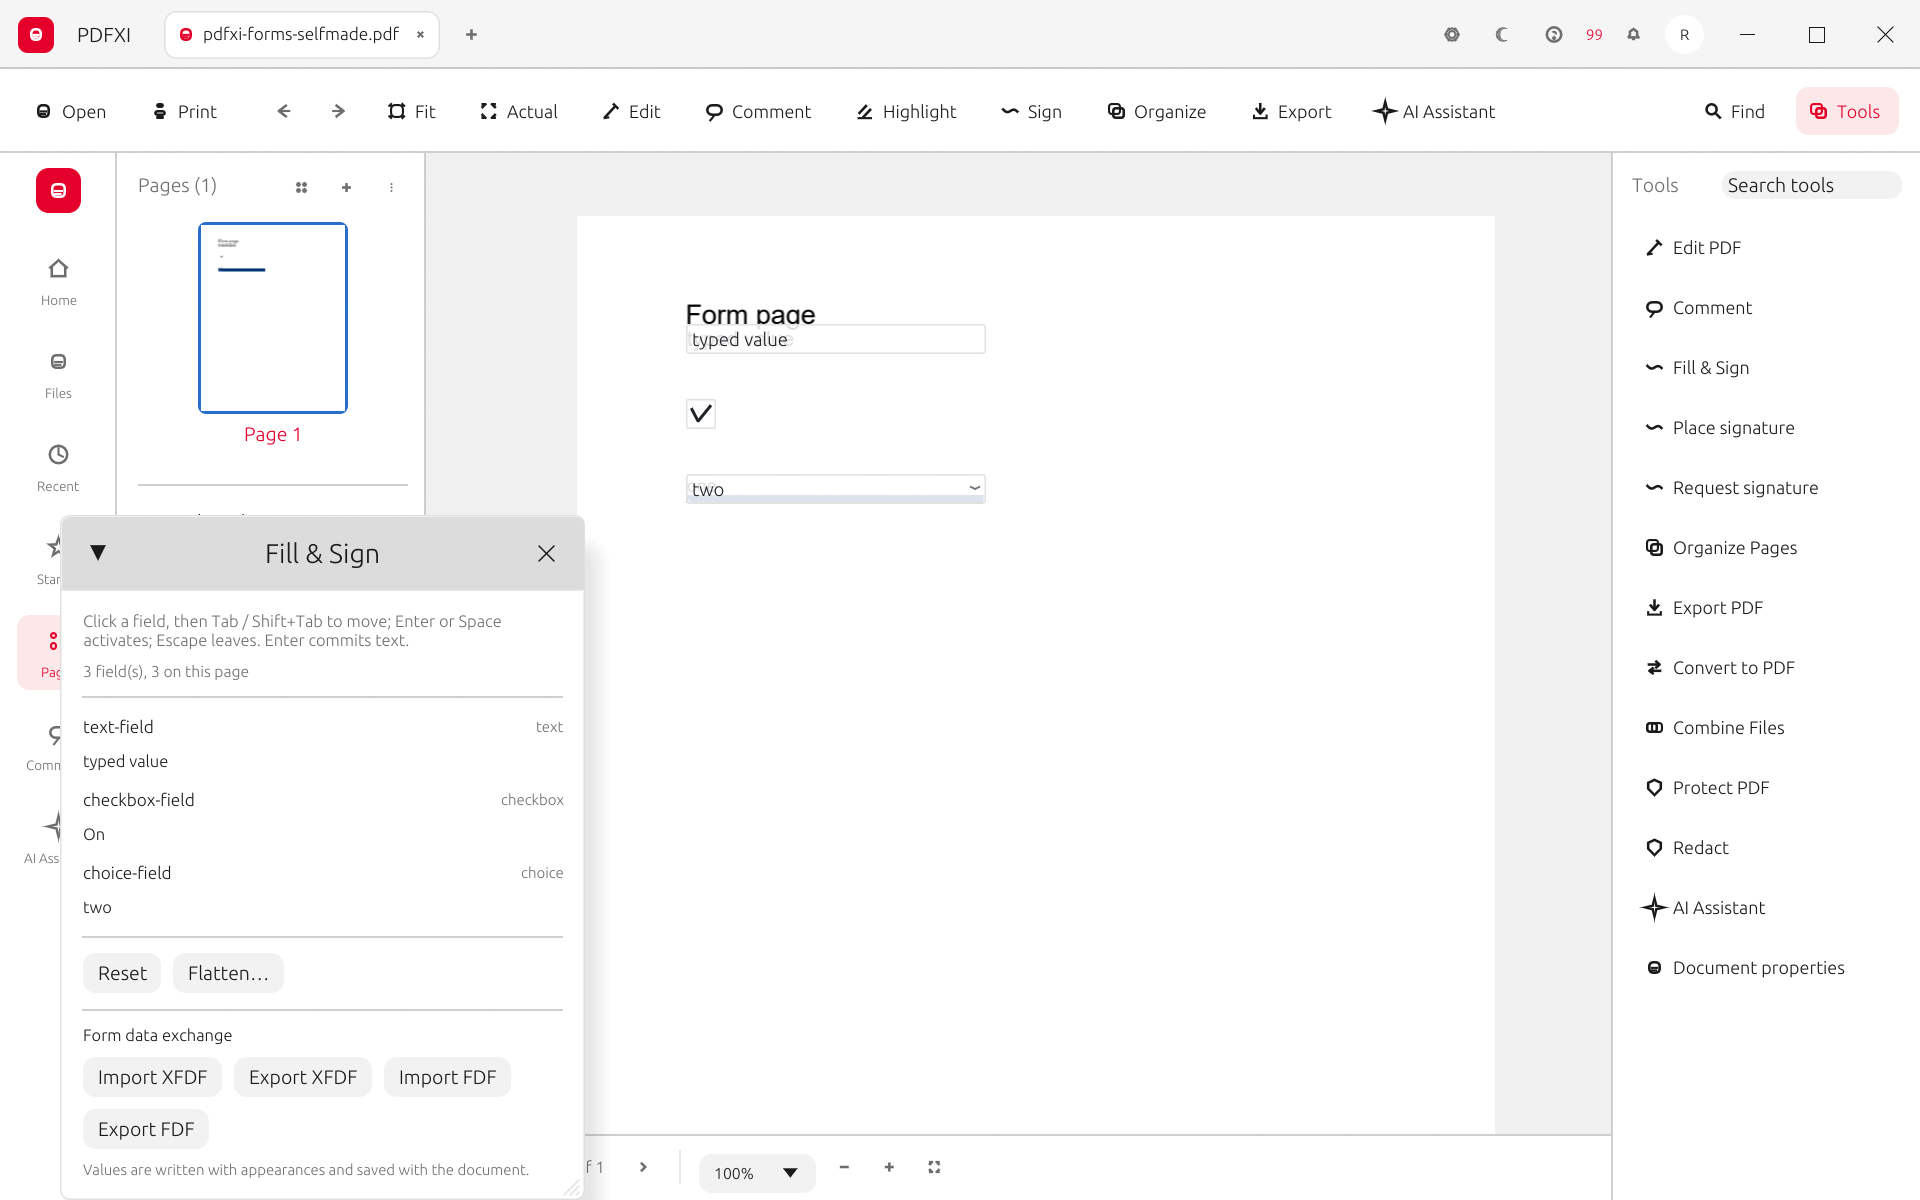 PDFXI
pdfxi-forms-selfmade.pdf
99
R
Open
Print
Fit
Actual
Edit
Comment
Highlight
Sign
Organize
Export
AI Assistant
Find
Tools
Home
Files
Recent
Pages (1)
Page 1
Form page
typed value
two
Fill & Sign
Click a field, then Tab / Shift+Tab to move; Enter or Space
activates; Escape leaves. Enter commits text.
3 field(s), 3 on this page
text-field text
typed value
checkbox-field checkbox
On
choice-field choice
two
Reset
Flatten…
Form data exchange
Import XFDF
Export XFDF
Import FDF
Export FDF
Values are written with appearances and saved with the document.
1
100%
Tools
Search tools
Edit PDF
Comment
Fill & Sign
Place signature
Request signature
Organize Pages
Export PDF
Convert to PDF
Combine Files
Protect PDF
Redact
AI Assistant
Document properties